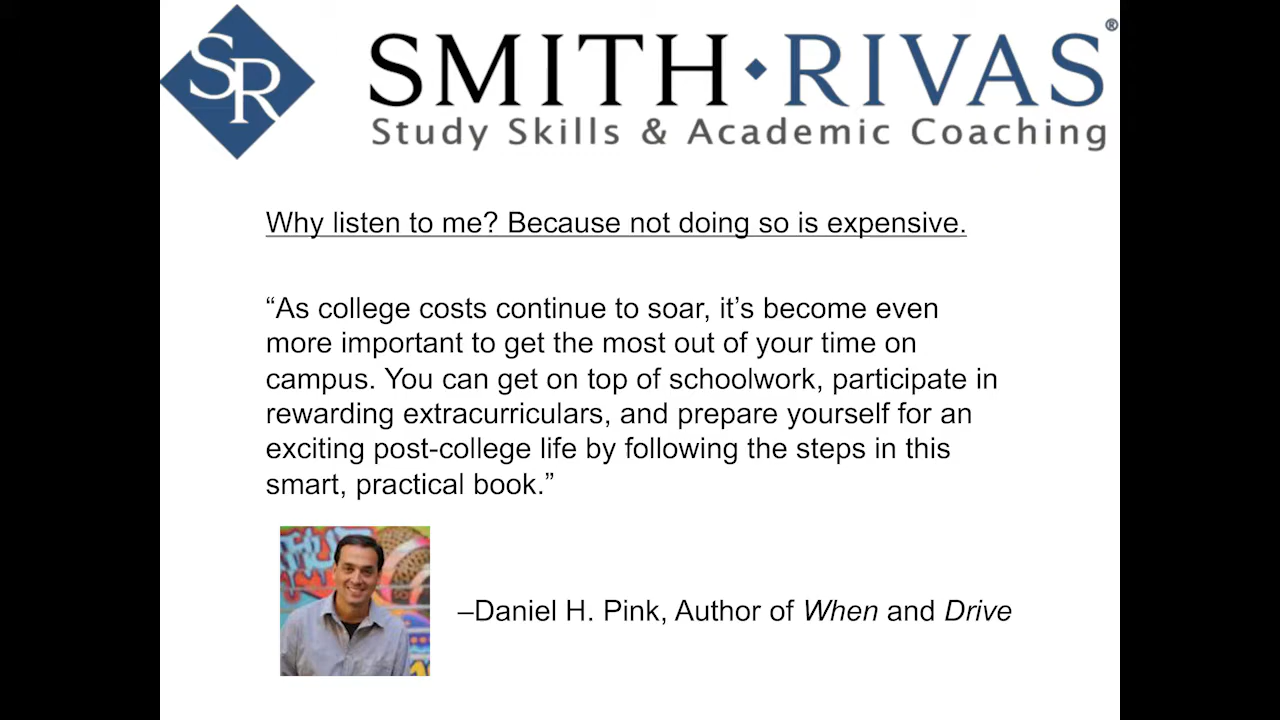 SR
SMITH RIVAS®
Study Skills & Academic Coaching
Why listen to me? Because not doing so is expensive.
“As college costs continue to soar, it’s become even
more important to get the most out of your time on
campus. You can get on top of schoolwork, participate in
rewarding extracurriculars, and prepare yourself for an
exciting post-college life by following the steps in this
smart, practical book.”
–Daniel H. Pink, Author of When and Drive